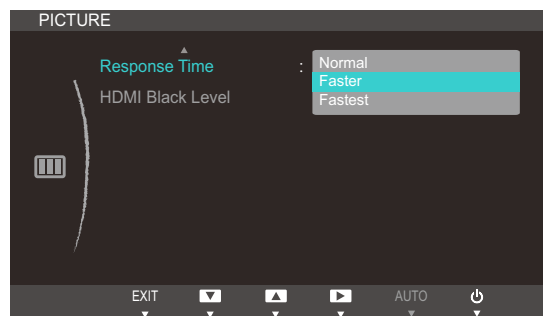 PICTURE
Response Time : Normal
Faster
HDMI Black Level Fastest
EXIT AUTO